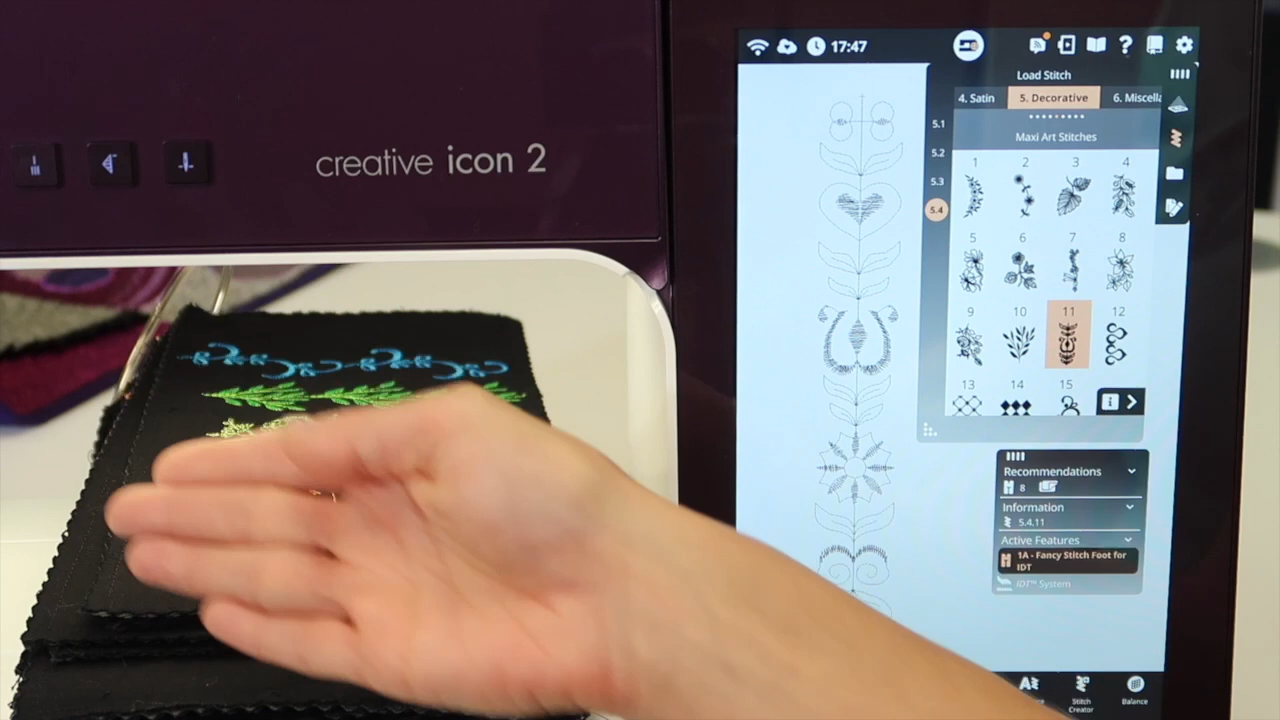 17:47
creative icon 2
Load Stitch
4. Satin
5. Decorative
6. Miscella
Maxi Art Stitches
5.1
5.2
5.3
5.4
1 2 3 4
5 6 7 8
9 10 11 12
13 14 15
Recommendations
8
Information
5.4.11
Active Features
1A - Fancy Stitch Foot for
IDT
IDT™ System
Stitch
Creator
Balance